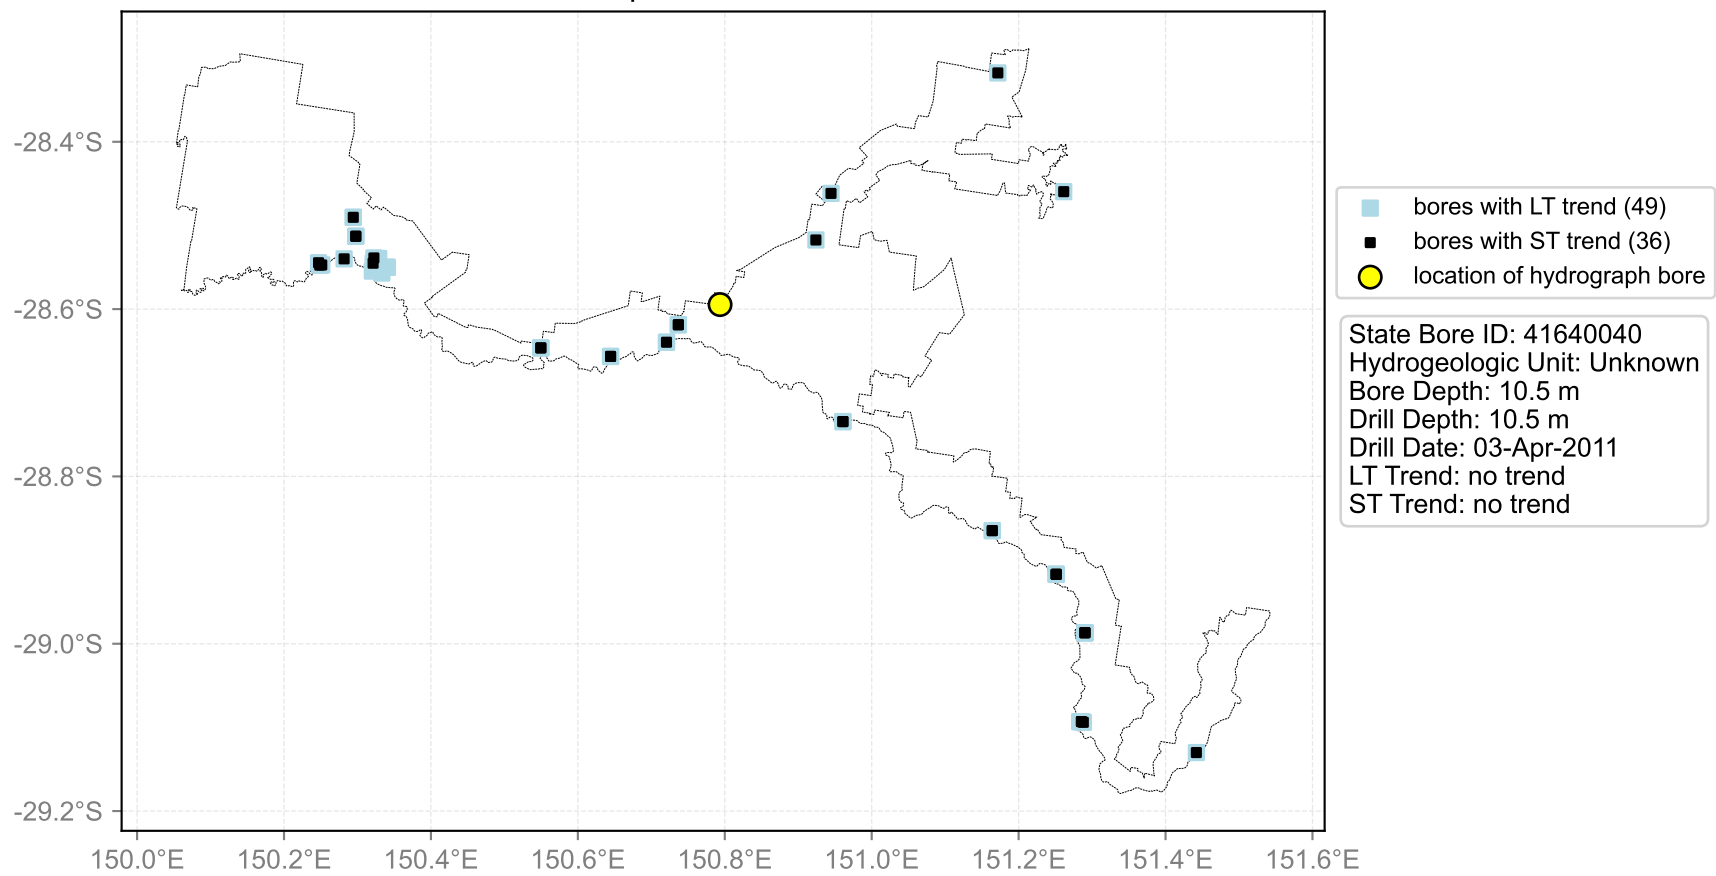 -28.4°S
-28.6°S
-28.8°S
-29.0°S
-29.2°S
150.0°E 150.2°E 150.4°E 150.6°E 150.8°E 151.0°E 151.2°E 151.4°E 151.6°E
bores with LT trend (49)
bores with ST trend (36)
location of hydrograph bore
State Bore ID: 41640040
Hydrogeologic Unit: Unknown
Bore Depth: 10.5 m
Drill Depth: 10.5 m
Drill Date: 03-Apr-2011
LT Trend: no trend
ST Trend: no trend